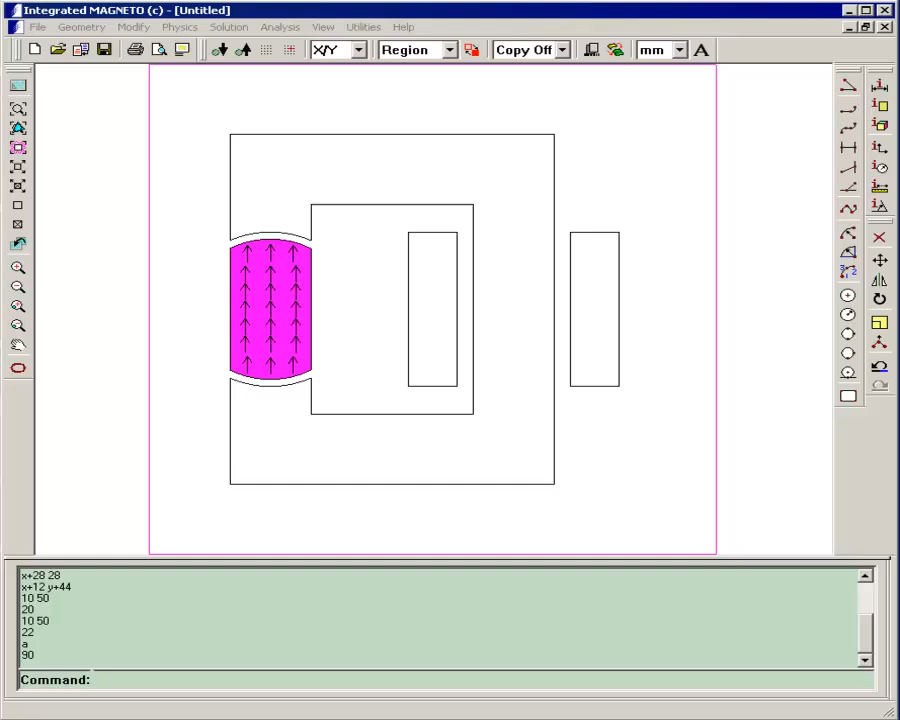 Integrated MAGNETO (c) - [Untitled]
File Geometry Modify Physics Solution Analysis View Utilities Help
X/Y Region Copy Off mm A
x+28 28
x+12 y+44
10 50
20
10 50
22
a
90
Command: